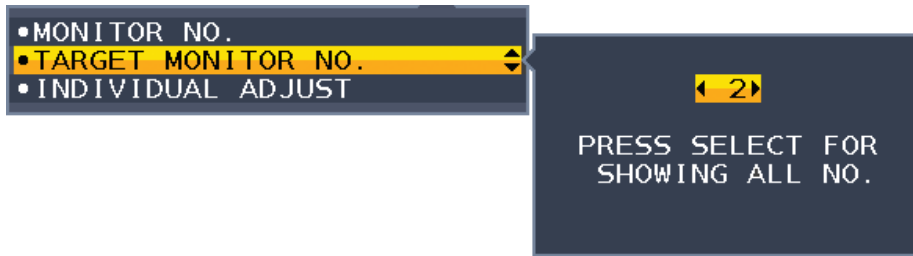 •MONITOR NO.
•TARGET MONITOR NO.
•INDIVIDUAL ADJUST
2
PRESS SELECT FOR
SHOWING ALL NO.